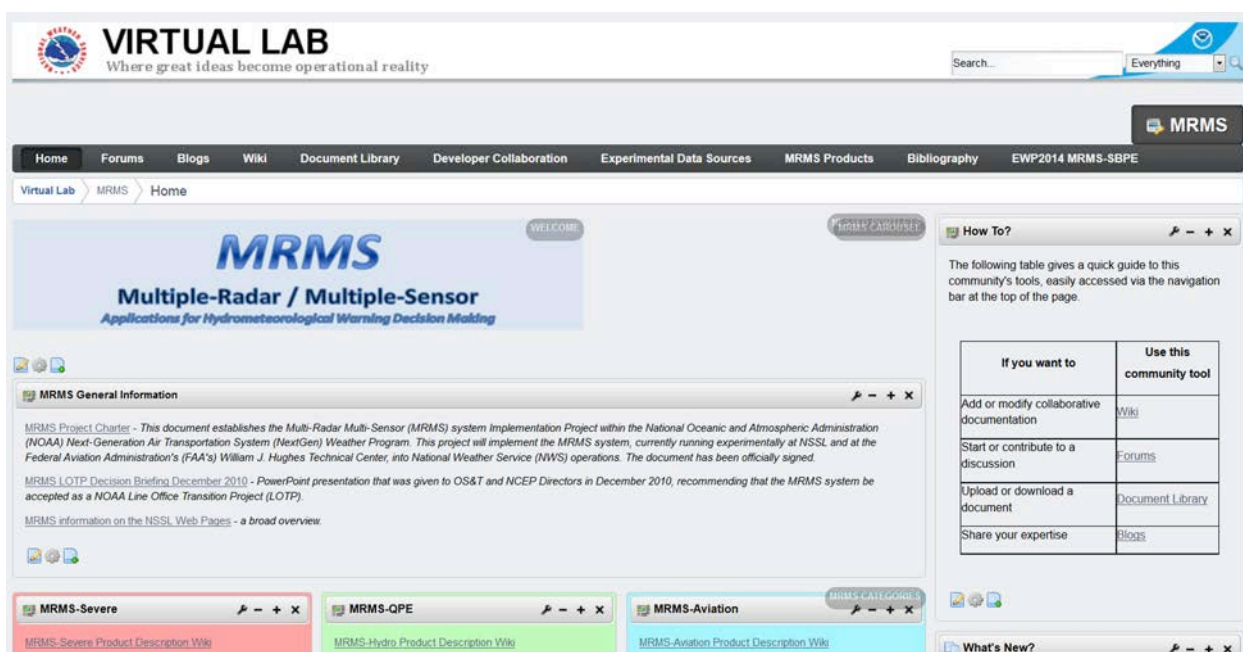 VIRTUAL LAB
Where great ideas become operational reality
Search...
Everything
MRMS
Home Forums Blogs Wiki Document Library Developer Collaboration Experimental Data Sources MRMS Products Bibliography EWP2014 MRMS-SBPE
Virtual Lab MRMS Home
WELCOME
MRMS CAROUSEL
MRMS
Multiple-Radar / Multiple-Sensor
Applications for Hydrometeorological Warning Decision Making
MRMS General Information
MRMS Project Charter - This document establishes the Multi-Radar Multi-Sensor (MRMS) system Implementation Project within the National Oceanic and Atmospheric Administration
(NOAA) Next-Generation Air Transportation System (NextGen) Weather Program. This project will implement the MRMS system, currently running experimentally at NSSL and at the
Federal Aviation Administration's (FAA's) William J. Hughes Technical Center, into National Weather Service (NWS) operations. The document has been officially signed.
MRMS LOTP Decision Briefing December 2010 - PowerPoint presentation that was given to OS&T and NCEP Directors in December 2010, recommending that the MRMS system be
accepted as a NOAA Line Office Transition Project (LOTP).
MRMS information on the NSSL Web Pages - a broad overview.
MRMS CATEGORIES
MRMS-Severe
MRMS-Severe Product Description Wiki
MRMS-QPE
MRMS-Hydro Product Description Wiki
MRMS-Aviation
MRMS-Aviation Product Description Wiki
How To?
The following table gives a quick guide to this
community's tools, easily accessed via the navigation
bar at the top of the page.
If you want to
Use this
community tool
Add or modify collaborative
documentation
Wiki
Start or contribute to a
discussion
Forums
Upload or download a
document
Document Library
Share your expertise
Blogs
What's New?